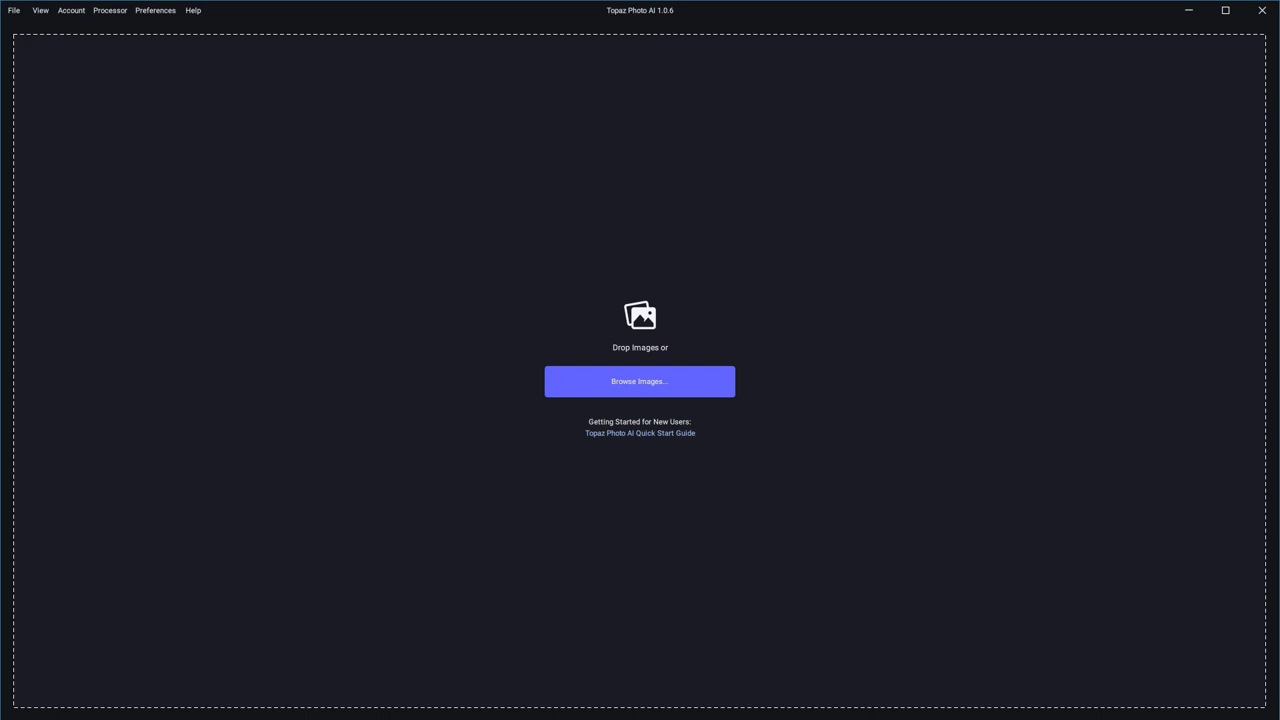 File View Account Processor Preferences Help Topaz Photo AI 1.0.6
Drop Images or
Browse Images...
Getting Started for New Users:
Topaz Photo AI Quick Start Guide